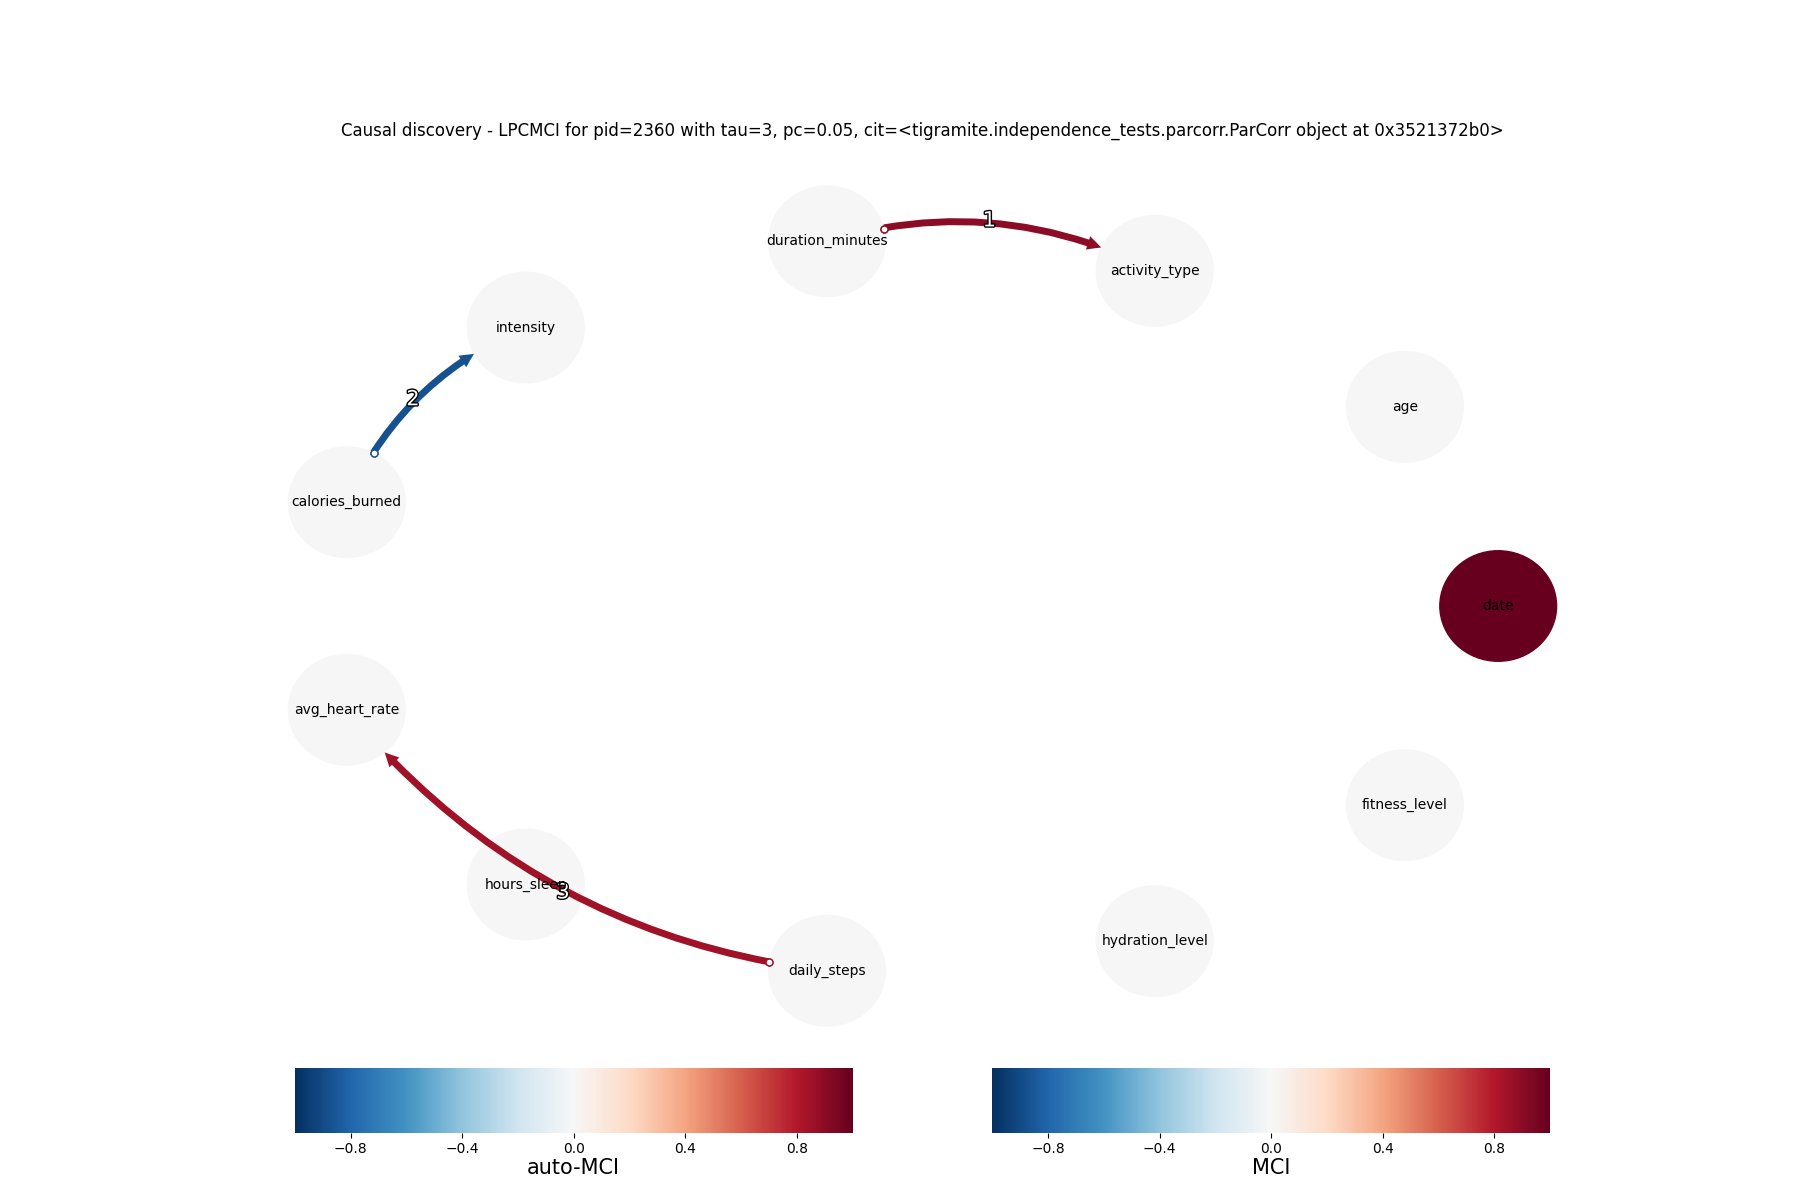 Causal discovery - LPCMCI for pid=2360 with tau=3, pc=0.05, cit=<tigramite.independence_tests.parcorr.ParCorr object at 0x3521372b0>
duration_minutes
1
activity_type
intensity
2
age
calories_burned
date
avg_heart_rate
fitness_level
hours_sleep
3
hydration_level
daily_steps
−0.8 −0.4 0.0 0.4 0.8
auto-MCI
−0.8 −0.4 0.0 0.4 0.8
MCI